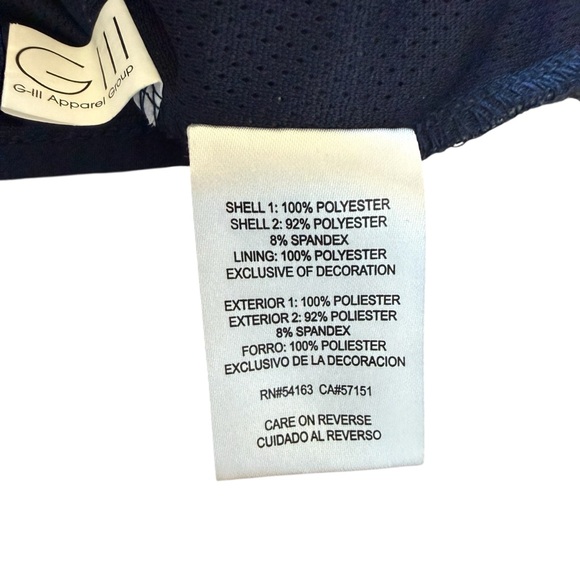 GIII
G-III Apparel Group
SHELL 1: 100% POLYESTER
SHELL 2: 92% POLYESTER
8% SPANDEX
LINING: 100% POLYESTER
EXCLUSIVE OF DECORATION
EXTERIOR 1: 100% POLIESTER
EXTERIOR 2: 92% POLIESTER
8% SPANDEX
FORRO: 100% POLIESTER
EXCLUSIVO DE LA DECORACION
RN#54163 CA#57151
CARE ON REVERSE
CUIDADO AL REVERSO